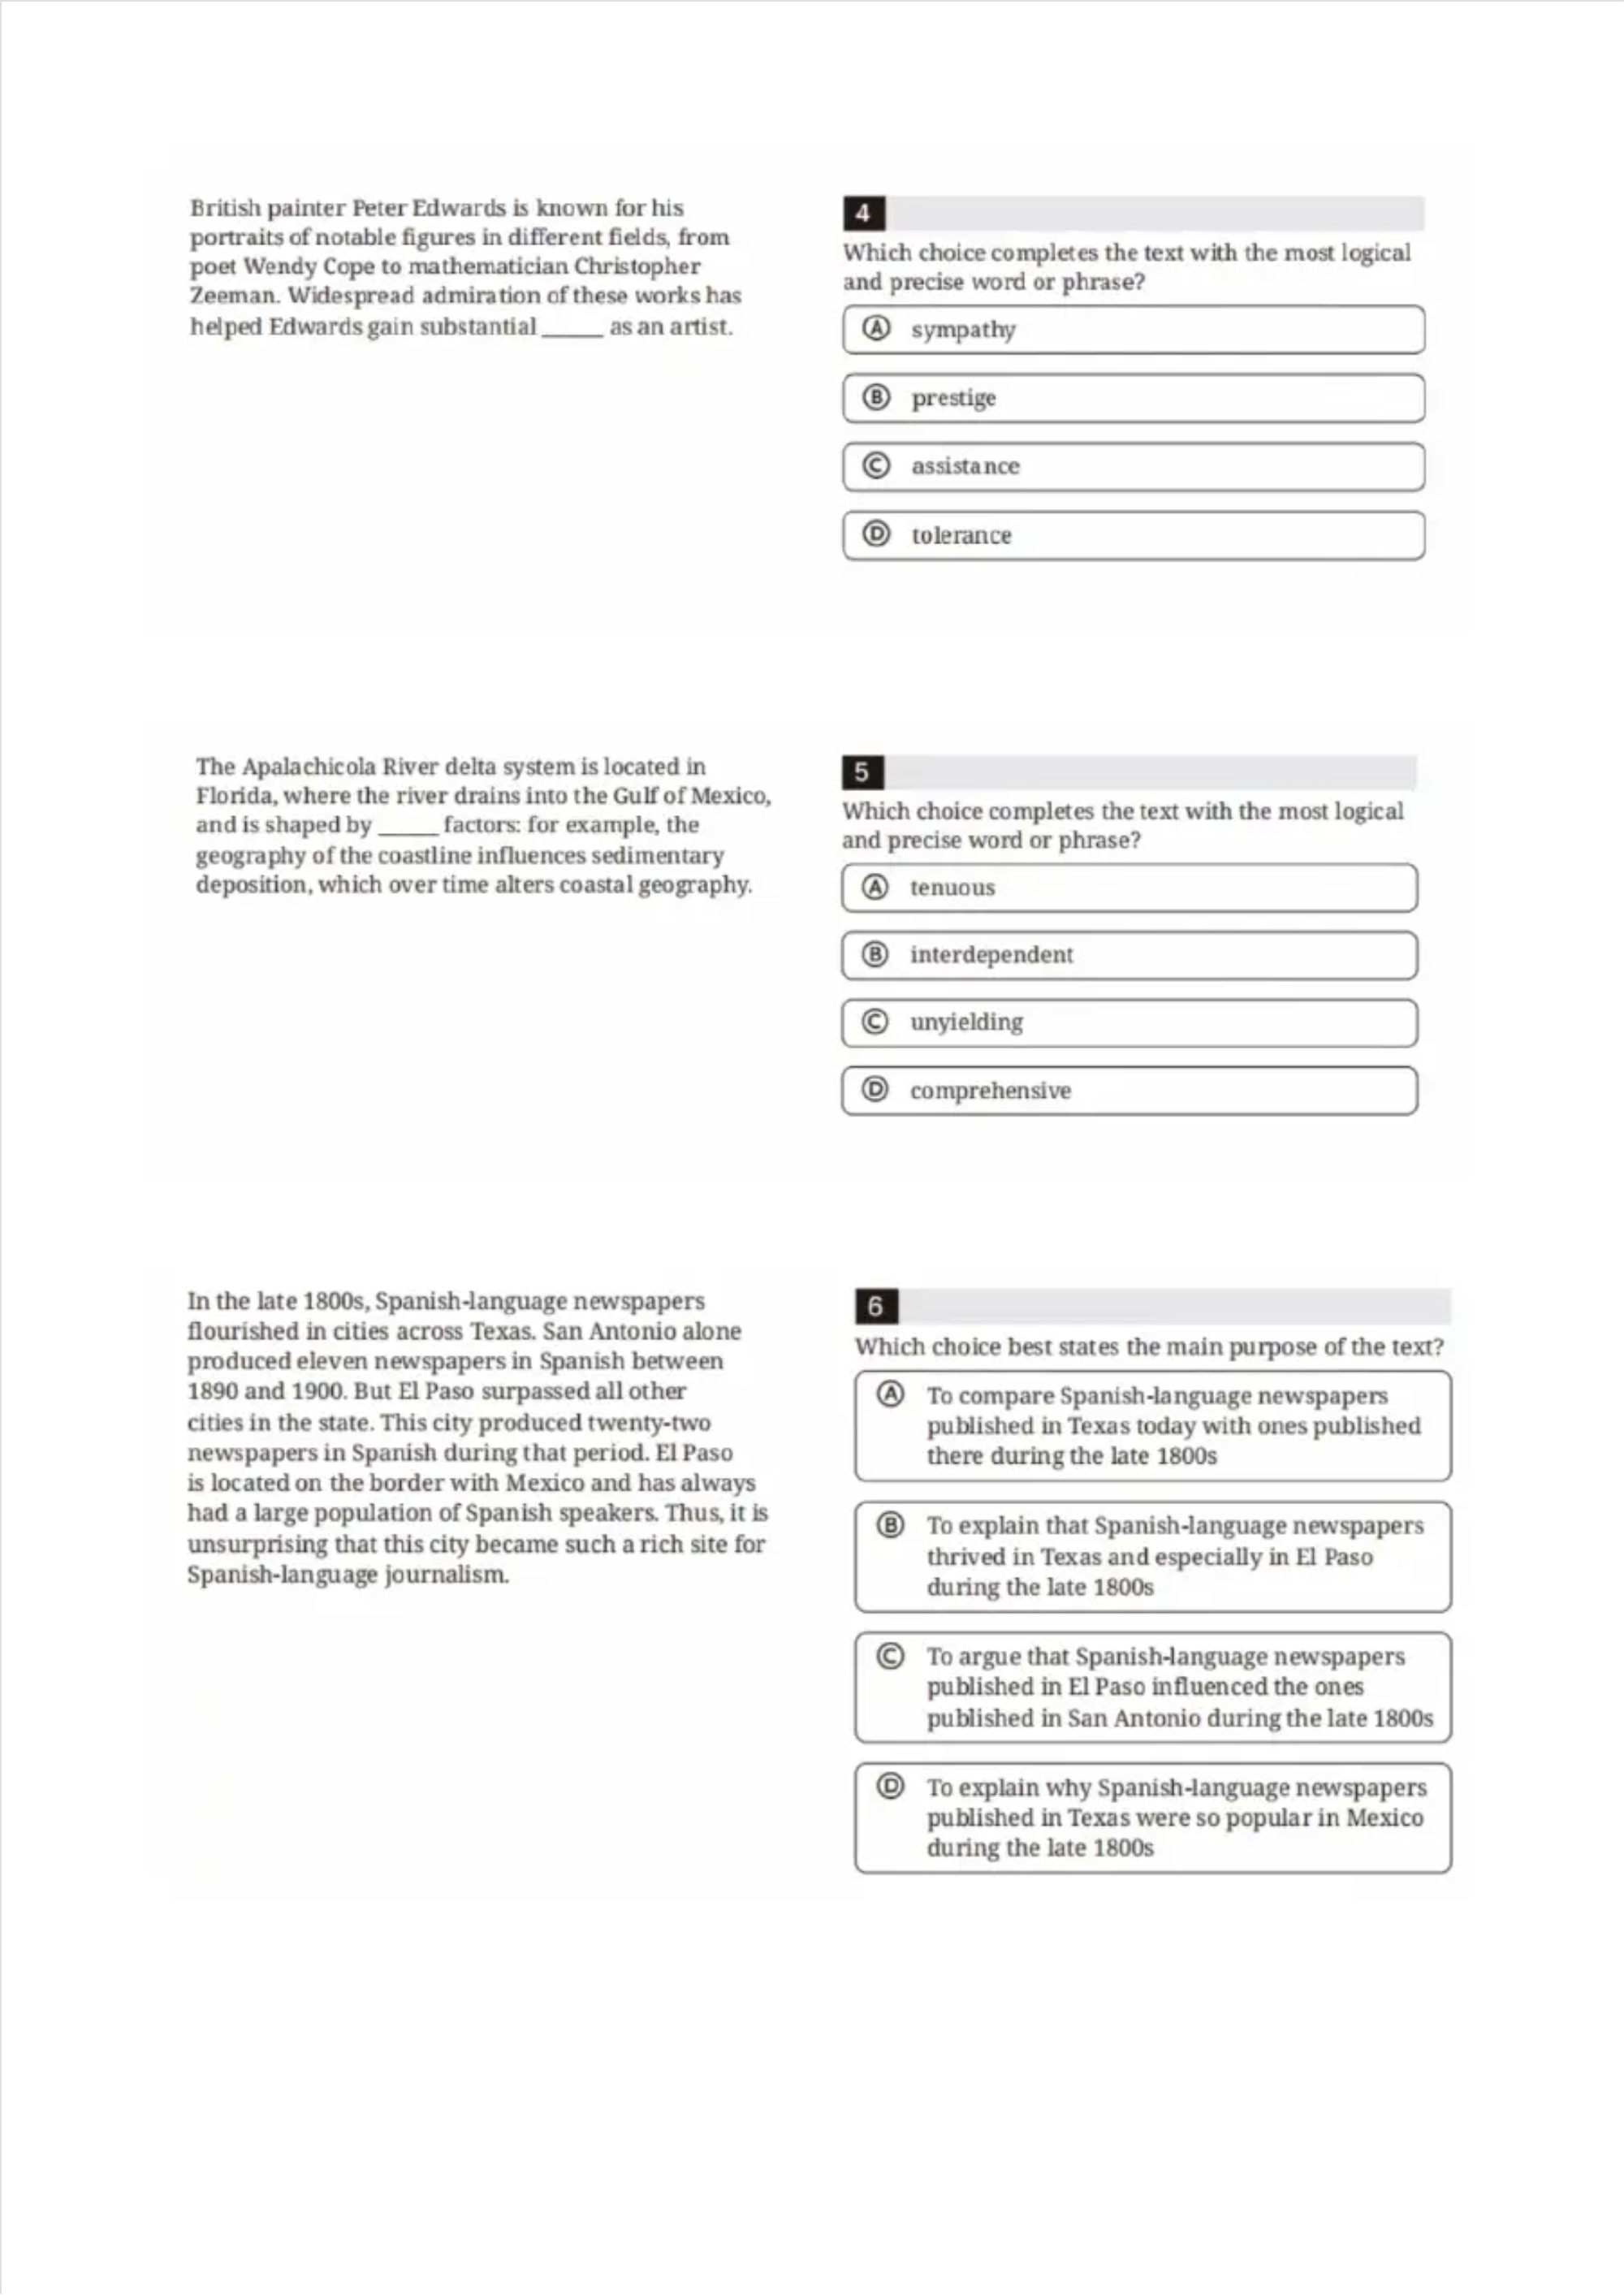 British painter Peter Edwards is known for his
portraits of notable figures in different fields, from
poet Wendy Cope to mathematician Christopher
Zeeman. Widespread admiration of these works has
helped Edwards gain substantial _____ as an artist.
4
Which choice completes the text with the most logical
and precise word or phrase?
A sympathy
B prestige
C assistance
D tolerance
The Apalachicola River delta system is located in
Florida, where the river drains into the Gulf of Mexico,
and is shaped by _____ factors: for example, the
geography of the coastline influences sedimentary
deposition, which over time alters coastal geography.
5
Which choice completes the text with the most logical
and precise word or phrase?
A tenuous
B interdependent
C unyielding
D comprehensive
In the late 1800s, Spanish-language newspapers
flourished in cities across Texas. San Antonio alone
produced eleven newspapers in Spanish between
1890 and 1900. But El Paso surpassed all other
cities in the state. This city produced twenty-two
newspapers in Spanish during that period. El Paso
is located on the border with Mexico and has always
had a large population of Spanish speakers. Thus, it is
unsurprising that this city became such a rich site for
Spanish-language journalism.
6
Which choice best states the main purpose of the text?
A To compare Spanish-language newspapers
published in Texas today with ones published
there during the late 1800s
B To explain that Spanish-language newspapers
thrived in Texas and especially in El Paso
during the late 1800s
C To argue that Spanish-language newspapers
published in El Paso influenced the ones
published in San Antonio during the late 1800s
D To explain why Spanish-language newspapers
published in Texas were so popular in Mexico
during the late 1800s